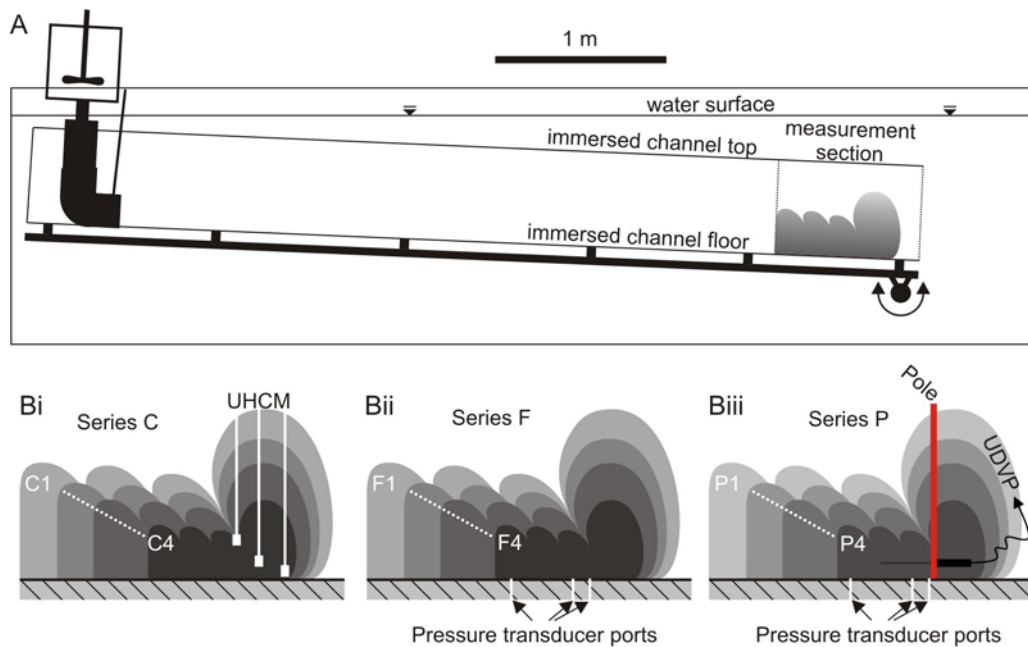 A
1 m
water surface
immersed channel top
measurement
section
immersed channel floor
Bi
Series C
UHCM
C1
C4
Bii
Series F
F1
F4
Pressure transducer ports
Biii
Series P
Pole
UDVP
P1
P4
Pressure transducer ports